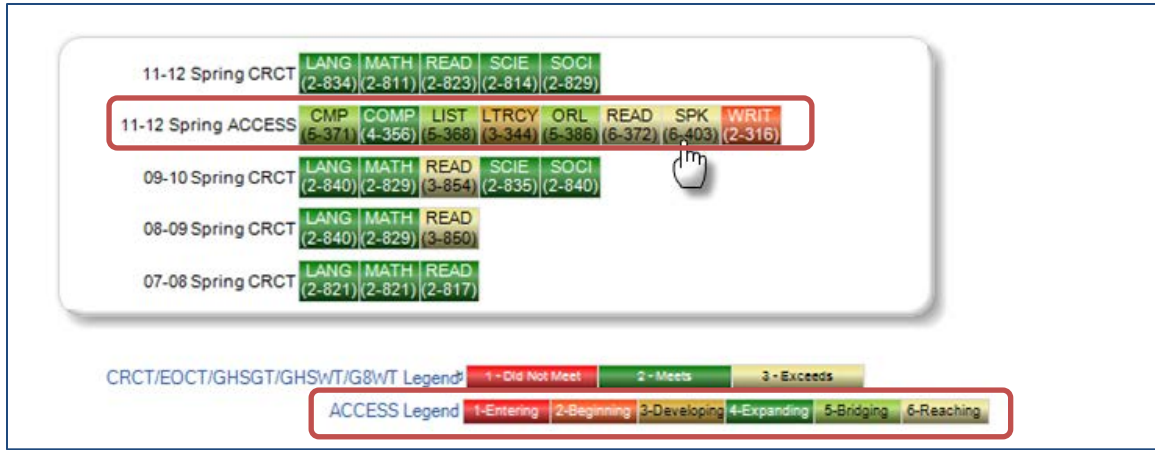 11-12 Spring CRCT LANG MATH READ SCIE SOCI
(2-834) (2-811) (2-823) (2-814) (2-829)
11-12 Spring ACCESS CMP COMP LIST LTRCY ORL READ SPK WRIT
(5-371) (4-356) (5-368) (3-344) (5-386) (6-372) (6-403) (2-316)
09-10 Spring CRCT LANG MATH READ SCIE SOCI
(2-840) (2-829) (3-854) (2-835) (2-840)
08-09 Spring CRCT LANG MATH READ
(2-840) (2-829) (3-850)
07-08 Spring CRCT LANG MATH READ
(2-821) (2-821) (2-817)
CRCT/EOCT/GHSGT/GHSWT/G8WT Legend 1 - Did Not Meet 2 - Meets 3 - Exceeds
ACCESS Legend 1-Entering 2-Beginning 3-Developing 4-Expanding 5-Bridging 6-Reaching